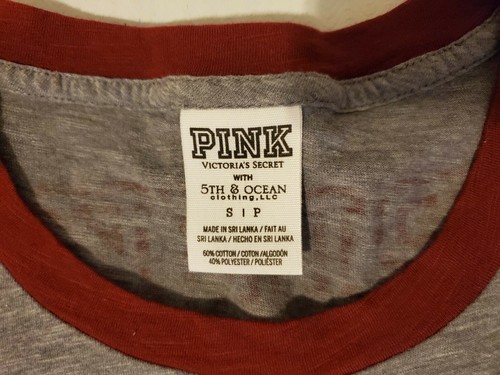 PINK
VICTORIA'S SECRET
WITH
5TH & OCEAN
clothing, LLC
S | P
MADE IN SRI LANKA / FAIT AU
SRI LANKA / HECHO EN SRI LANKA
60% COTTON / COTON / ALGODÓN
40% POLYESTER / POLIÉSTER